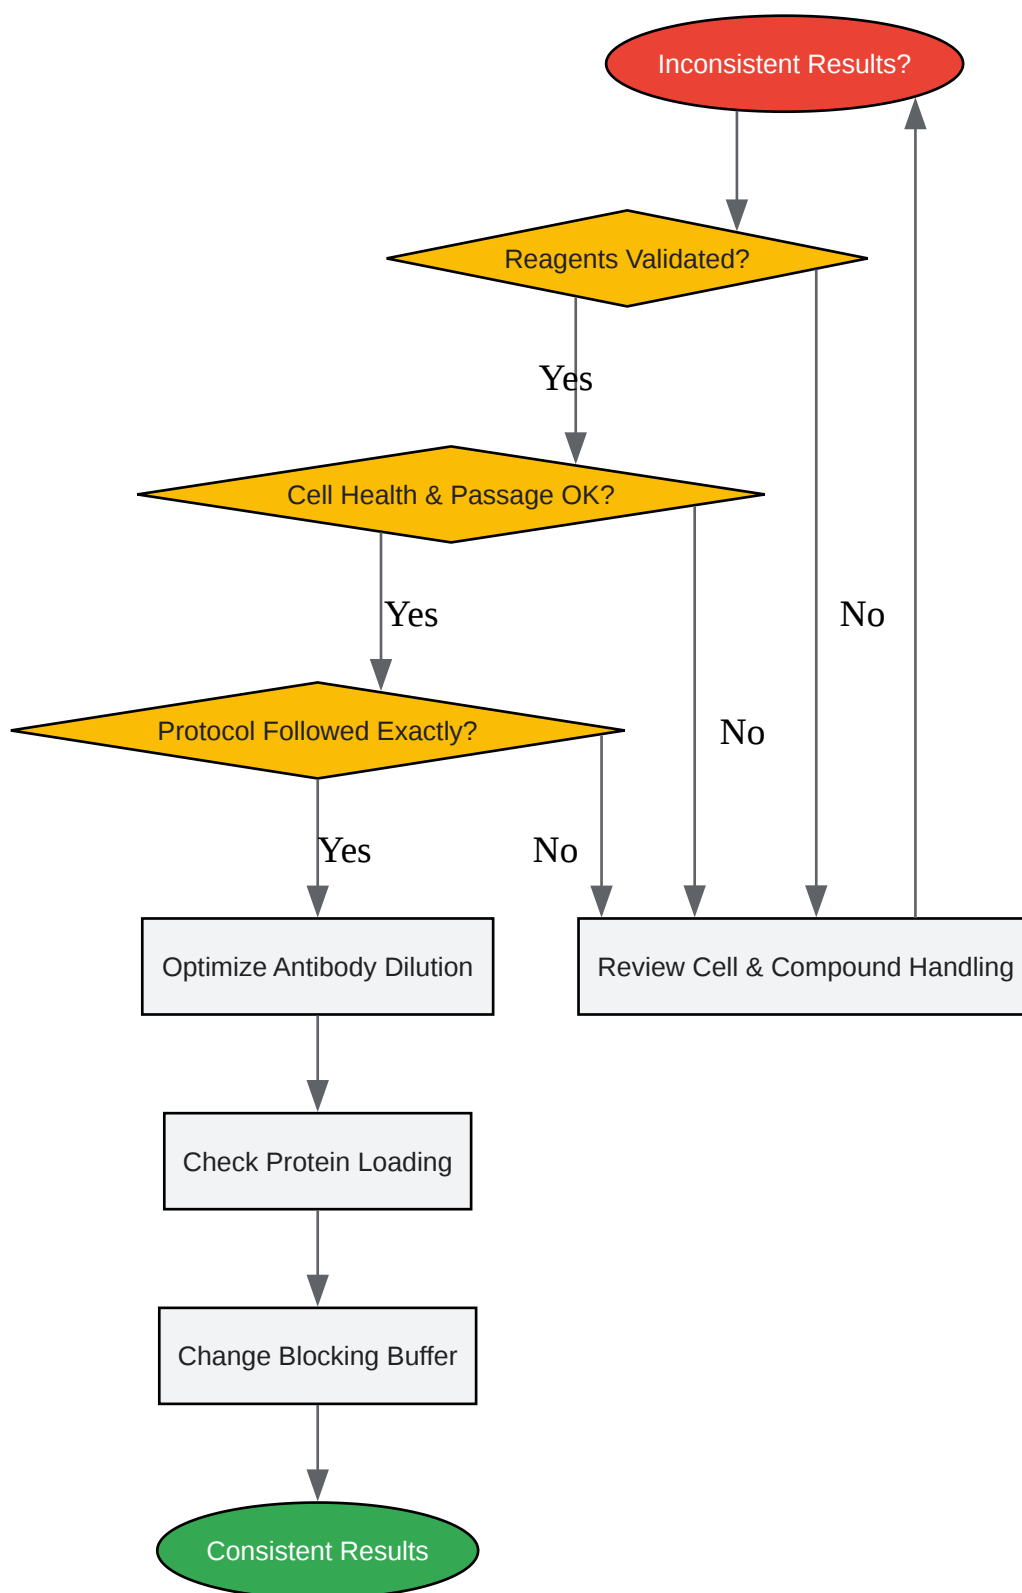 Inconsistent Results?
Reagents Validated?
Yes
Cell Health & Passage OK?
Yes
No
Protocol Followed Exactly?
No
Yes
No
Optimize Antibody Dilution
Review Cell & Compound Handling
Check Protein Loading
Change Blocking Buffer
Consistent Results